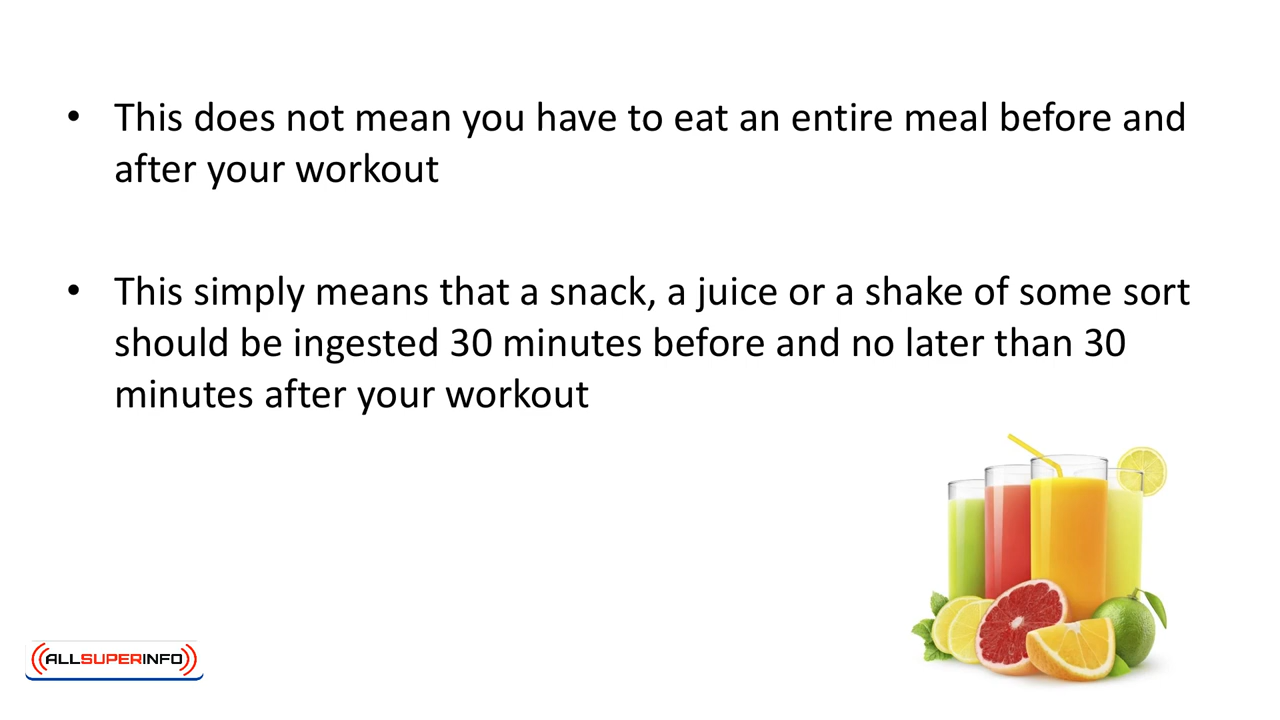 • This does not mean you have to eat an entire meal before and
after your workout
• This simply means that a snack, a juice or a shake of some sort
should be ingested 30 minutes before and no later than 30
minutes after your workout
ALLSUPERINFO